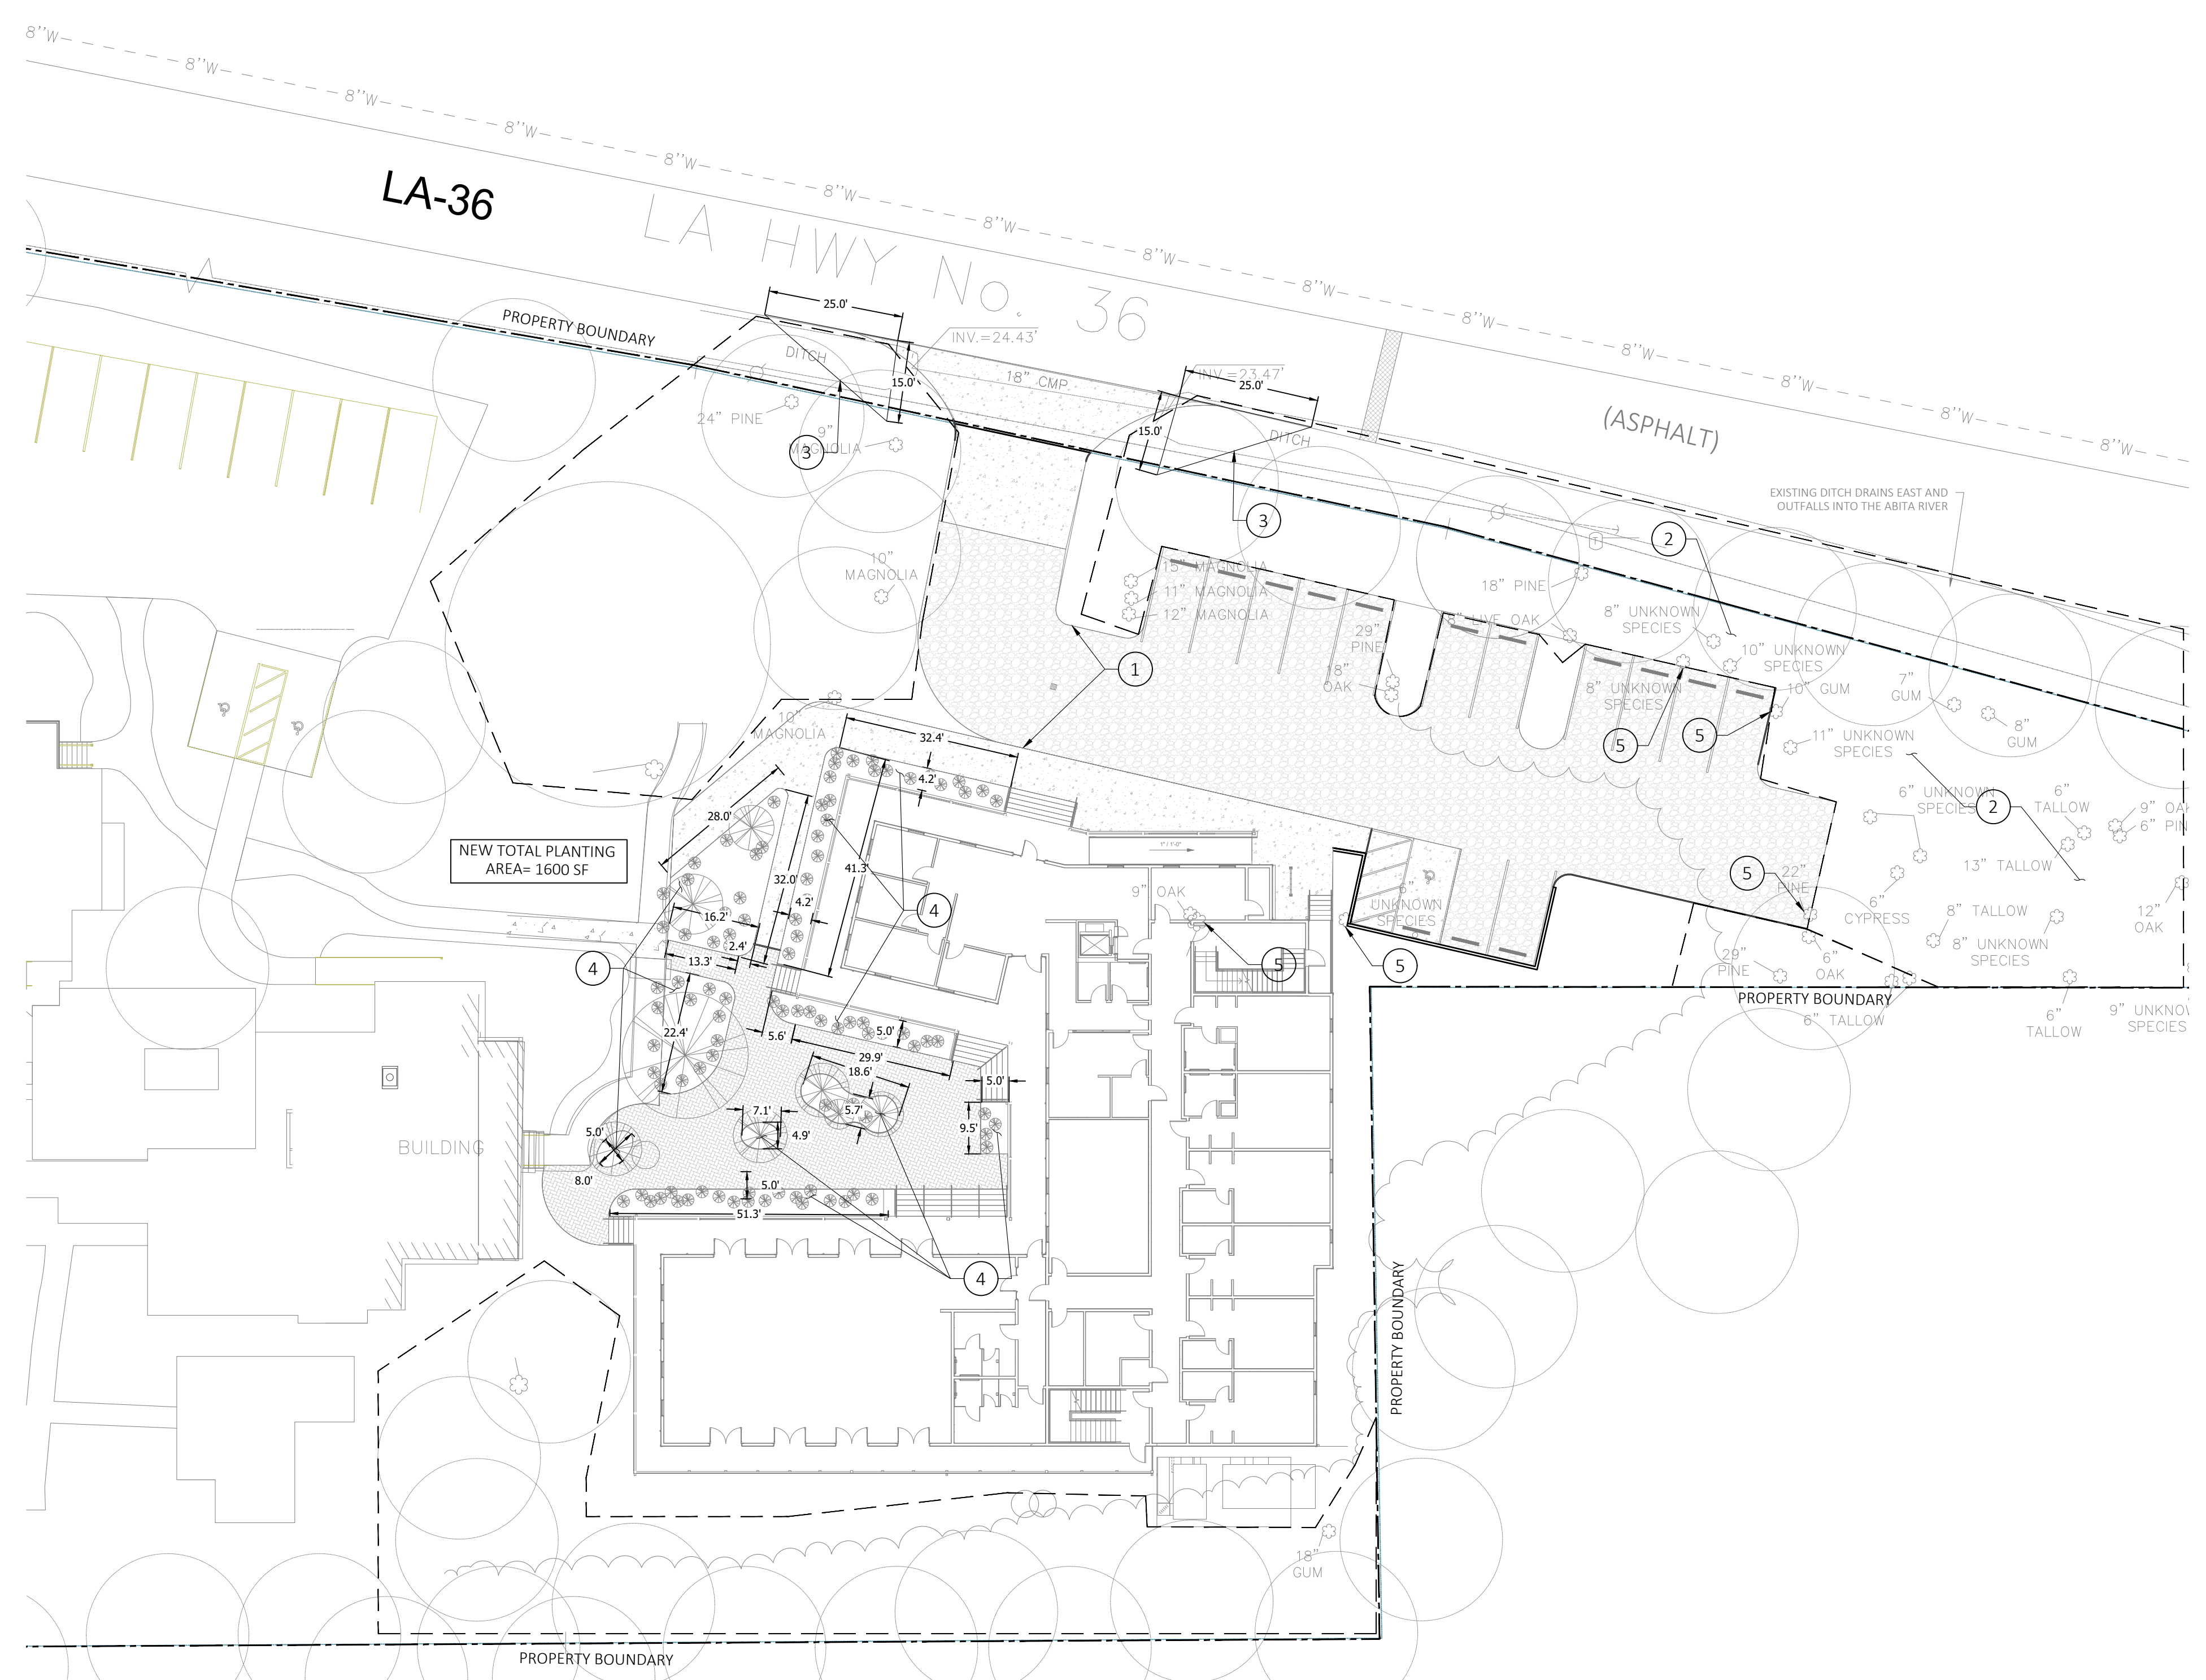 8''W
8''W
8''W
8''W
8''W
8''W
8''W
8''W
8''W
8''W
8''W
8''W
8''W
8''W
LA-36
LA HWY No. 36
(ASPHALT)
PROPERTY BOUNDARY
25.0'
INV.=24.43'
DITCH
15.0'
18" CMP
INV.=23.47'
25.0'
24" PINE
9"
MAGNOLIA
3
15.0'
DITCH
3
EXISTING DITCH DRAINS EAST AND
OUTFALLS INTO THE ABITA RIVER
2
T
10"
MAGNOLIA
15" MAGNOLIA
11" MAGNOLIA
12" MAGNOLIA
18" PINE
8" LIVE OAK
8" UNKNOWN
SPECIES
29"
PINE
18"
OAK
10" UNKNOWN
SPECIES
8" UNKNOWN
SPECIES
10" GUM
7"
GUM
8"
GUM
1
5
5
11" UNKNOWN
SPECIES
10"
MAGNOLIA
32.4'
4.2'
28.0'
6" UNKNOWN
SPECIES
2
6"
TALLOW
9" OA
6" PIN
13" TALLOW
NEW TOTAL PLANTING
AREA= 1600 SF
1" / 1'-0"
41.3'
32.0'
4.2'
16.2'
4
9" OAK
6"
UNKNOWN
SPECIES
5
22"
PINE
6"
CYPRESS
8" TALLOW
12"
OAK
2.4'
13.3'
4
5
5
29"
PINE
6"
OAK
8" UNKNOWN
SPECIES
PROPERTY BOUNDARY
6" TALLOW
6"
TALLOW
9" UNKNOW
SPECIES
22.4'
5.6'
5.0'
29.9'
18.6'
5.0'
7.1'
5.7'
9.5'
5.0'
4.9'
BUILDING
8.0'
5.0'
51.3'
4
PROPERTY BOUNDARY
18"
GUM
PROPERTY BOUNDARY